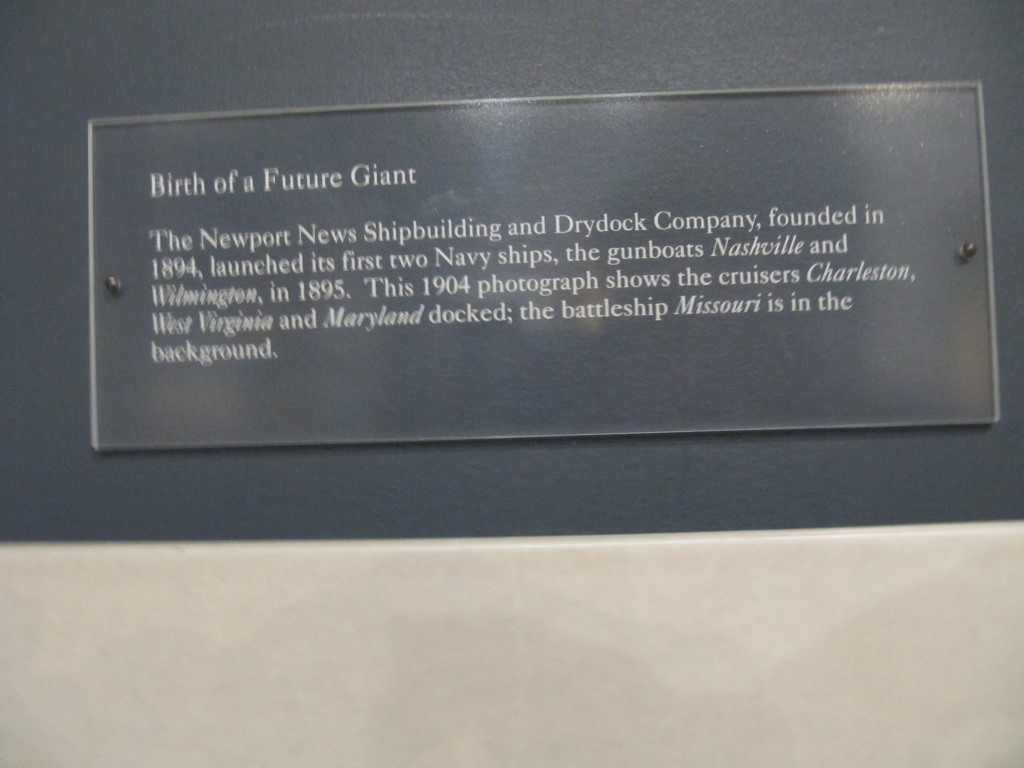 Birth of a Future Giant
The Newport News Shipbuilding and Drydock Company, founded in
1894, launched its first two Navy ships, the gunboats Nashville and
Wilmington, in 1895. This 1904 photograph shows the cruisers Charleston,
West Virginia and Maryland docked; the battleship Missouri is in the
background.